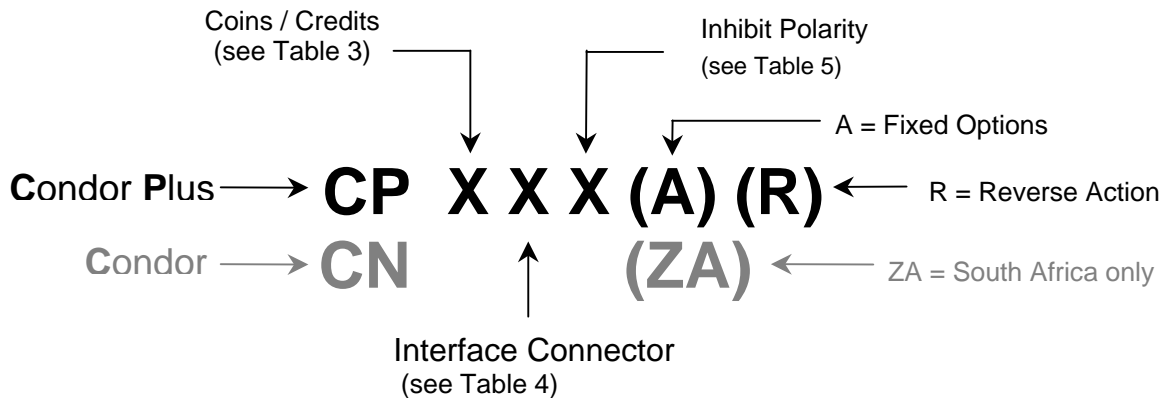 Coins / Credits
(see Table 3)
Inhibit Polarity
(see Table 5)
A = Fixed Options
Condor Plus
CP X X X (A) (R)
R = Reverse Action
Condor
CN (ZA)
ZA = South Africa only
Interface Connector
(see Table 4)